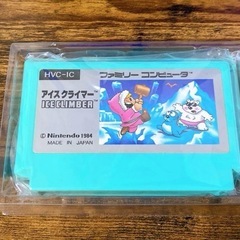 HVC-IC
ファミリー コンピュータ
アイスクライマー
ICE CLIMBER
© Nintendo 1984
MADE IN JAPAN